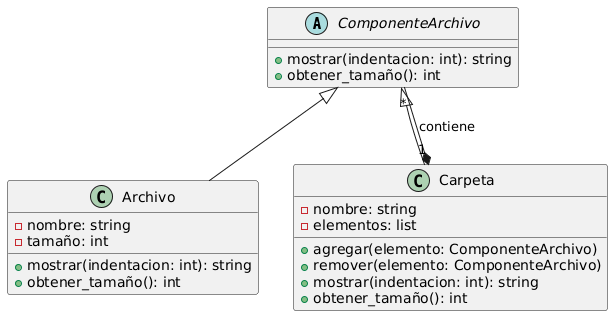 A ComponenteArchivo
mostrar(indentacion: int): string
obtener_tamaño(): int
*
contiene
1
C Archivo
nombre: string
tamaño: int
mostrar(indentacion: int): string
obtener_tamaño(): int
C Carpeta
nombre: string
elementos: list
agregar(elemento: ComponenteArchivo)
remover(elemento: ComponenteArchivo)
mostrar(indentacion: int): string
obtener_tamaño(): int